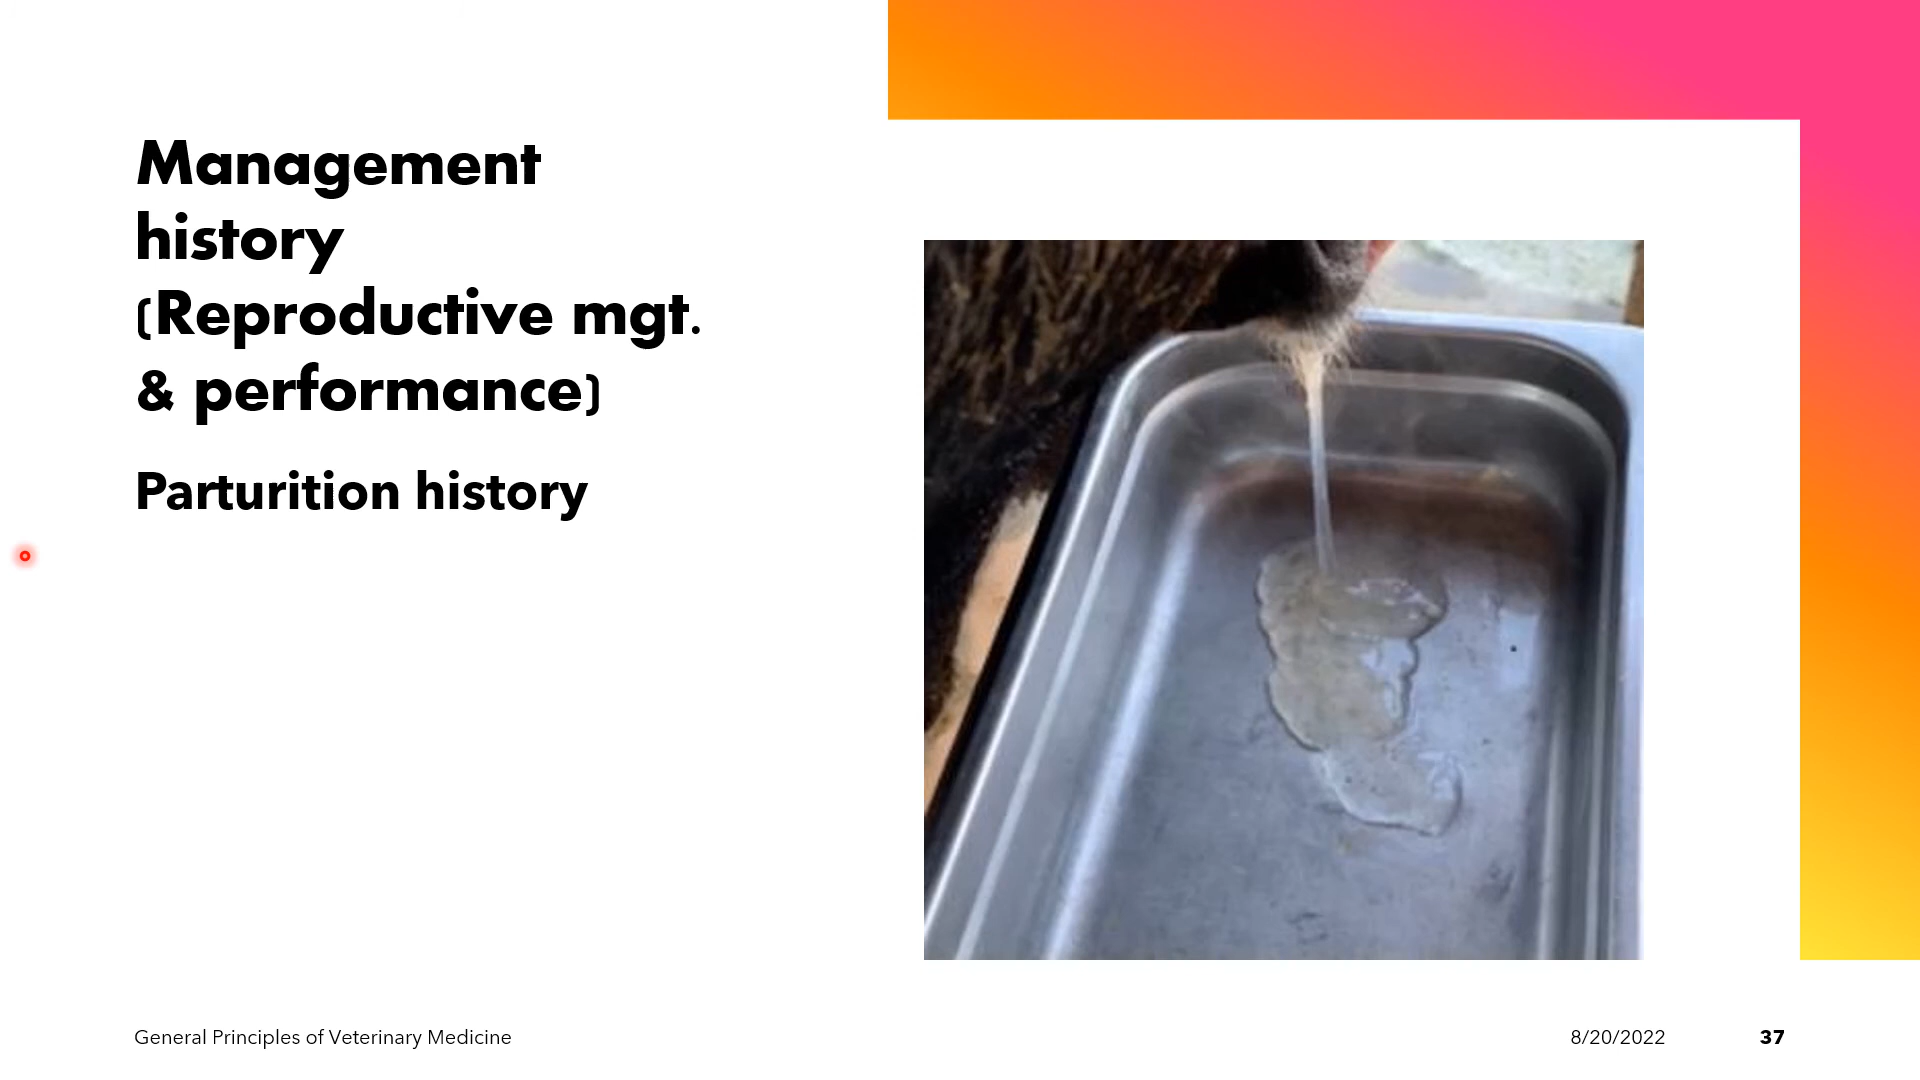 Management
history
(Reproductive mgt.
& performance)
Parturition history
General Principles of Veterinary Medicine
8/20/2022
37